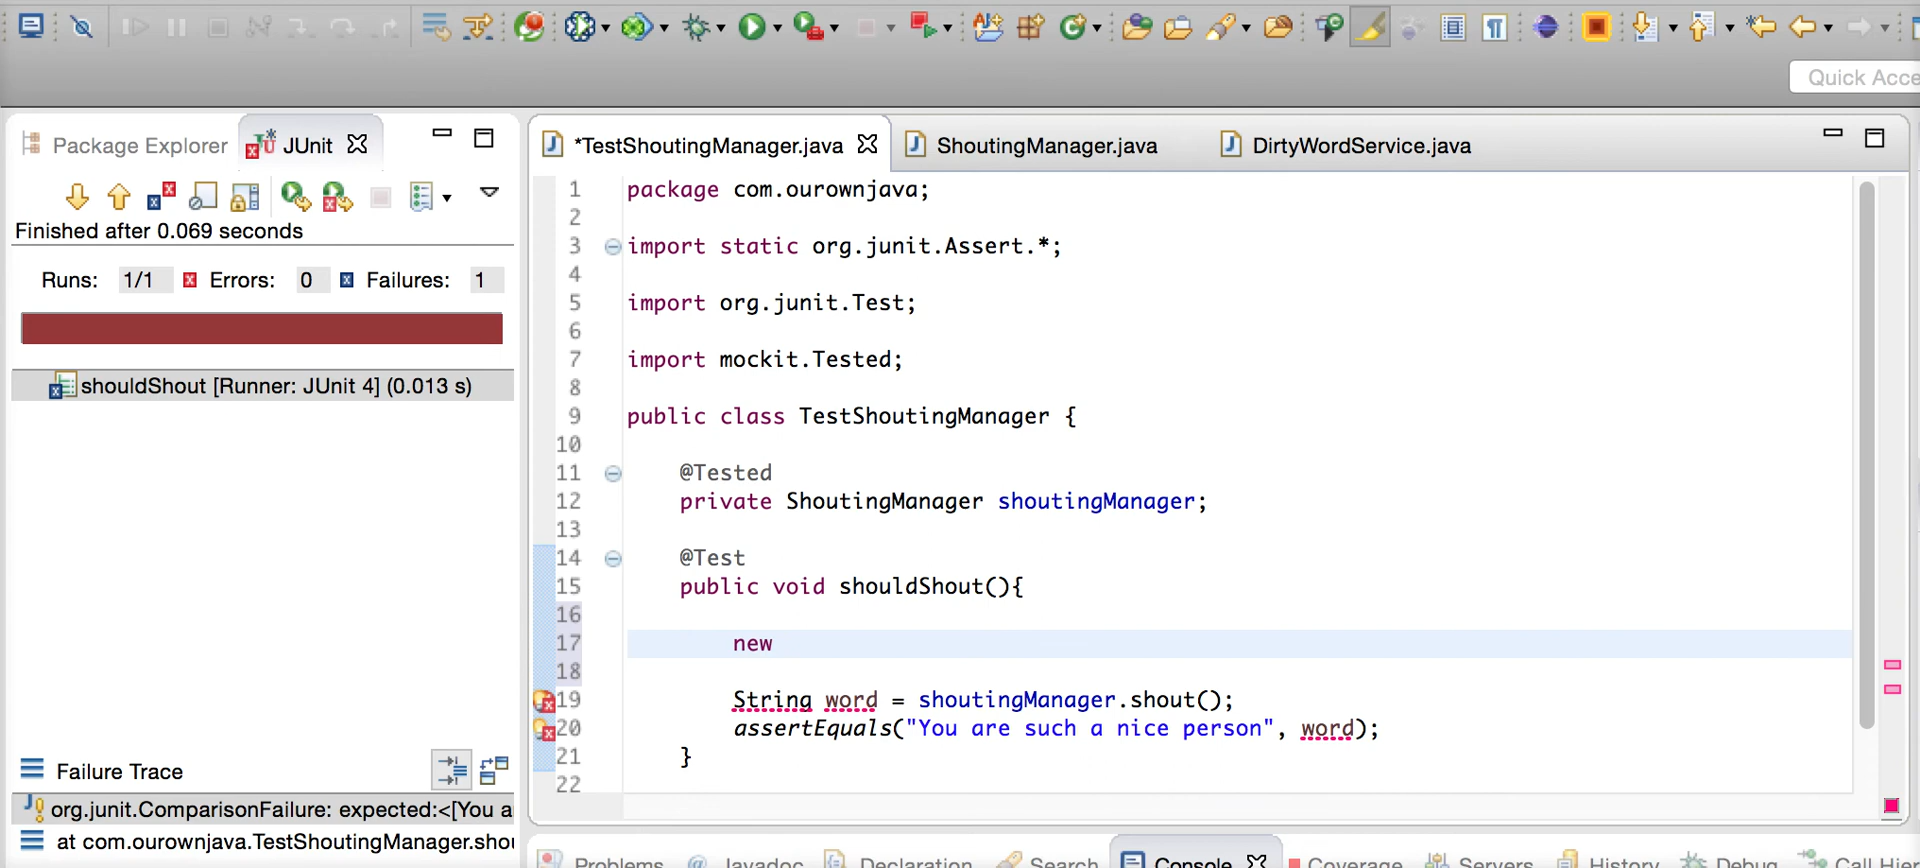 Quick Acce
Package Explorer
JUnit
Finished after 0.069 seconds
Runs: 1/1 Errors: 0 Failures: 1
shouldShout [Runner: JUnit 4] (0.013 s)
Failure Trace
org.junit.ComparisonFailure: expected:<[You a
at com.ourownjava.TestShoutingManager.sho
*TestShoutingManager.java
ShoutingManager.java
DirtyWordService.java
1 package com.ourownjava;
2
3 import static org.junit.Assert.*;
4
5 import org.junit.Test;
6
7 import mockit.Tested;
8
9 public class TestShoutingManager {
10
11 @Tested
12 private ShoutingManager shoutingManager;
13
14 @Test
15 public void shouldShout(){
16
17 new
18
19 String word = shoutingManager.shout();
20 assertEquals("You are such a nice person", word);
21 }
22
Problems @ Javadoc Declaration Search Console Coverage Servers History Debug Call Hier